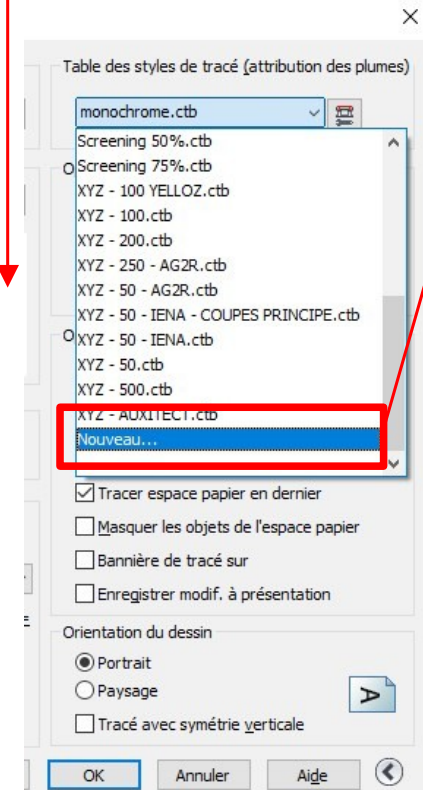 Table des styles de tracé (attribution des plumes)
monochrome.ctb
Screening 50%.ctb
O
Screening 75%.ctb
XYZ - 100 YELLOZ.ctb
XYZ - 100.ctb
XYZ - 200.ctb
XYZ - 250 - AG2R.ctb
XYZ - 50 - AG2R.ctb
XYZ - 50 - IENA - COUPES PRINCIPE.ctb
O
XYZ - 50 - IENA.ctb
XYZ - 50.ctb
XYZ - 500.ctb
XYZ - AUXITECT.ctb
Nouveau...
Tracer espace papier en dernier
Masquer les objets de l'espace papier
Bannière de tracé sur
Enregistrer modif. à présentation
Orientation du dessin
Portrait
Paysage
A
Tracé avec symétrie verticale
OK Annuler Aide